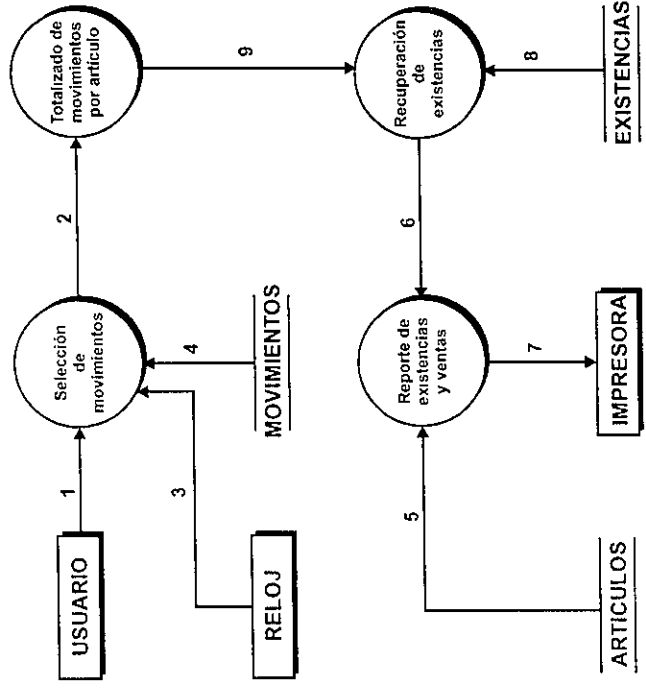 USUARIO
1
Selección
de
movimientos
2
Totalizado de
movimientos
por artículo
RELOJ
3
4
MOVIMIENTOS
9
ARTICULOS
5
Reporte de
existencias
y ventas
6
Recuperación
de
existencias
7
IMPRESORA
8
EXISTENCIAS